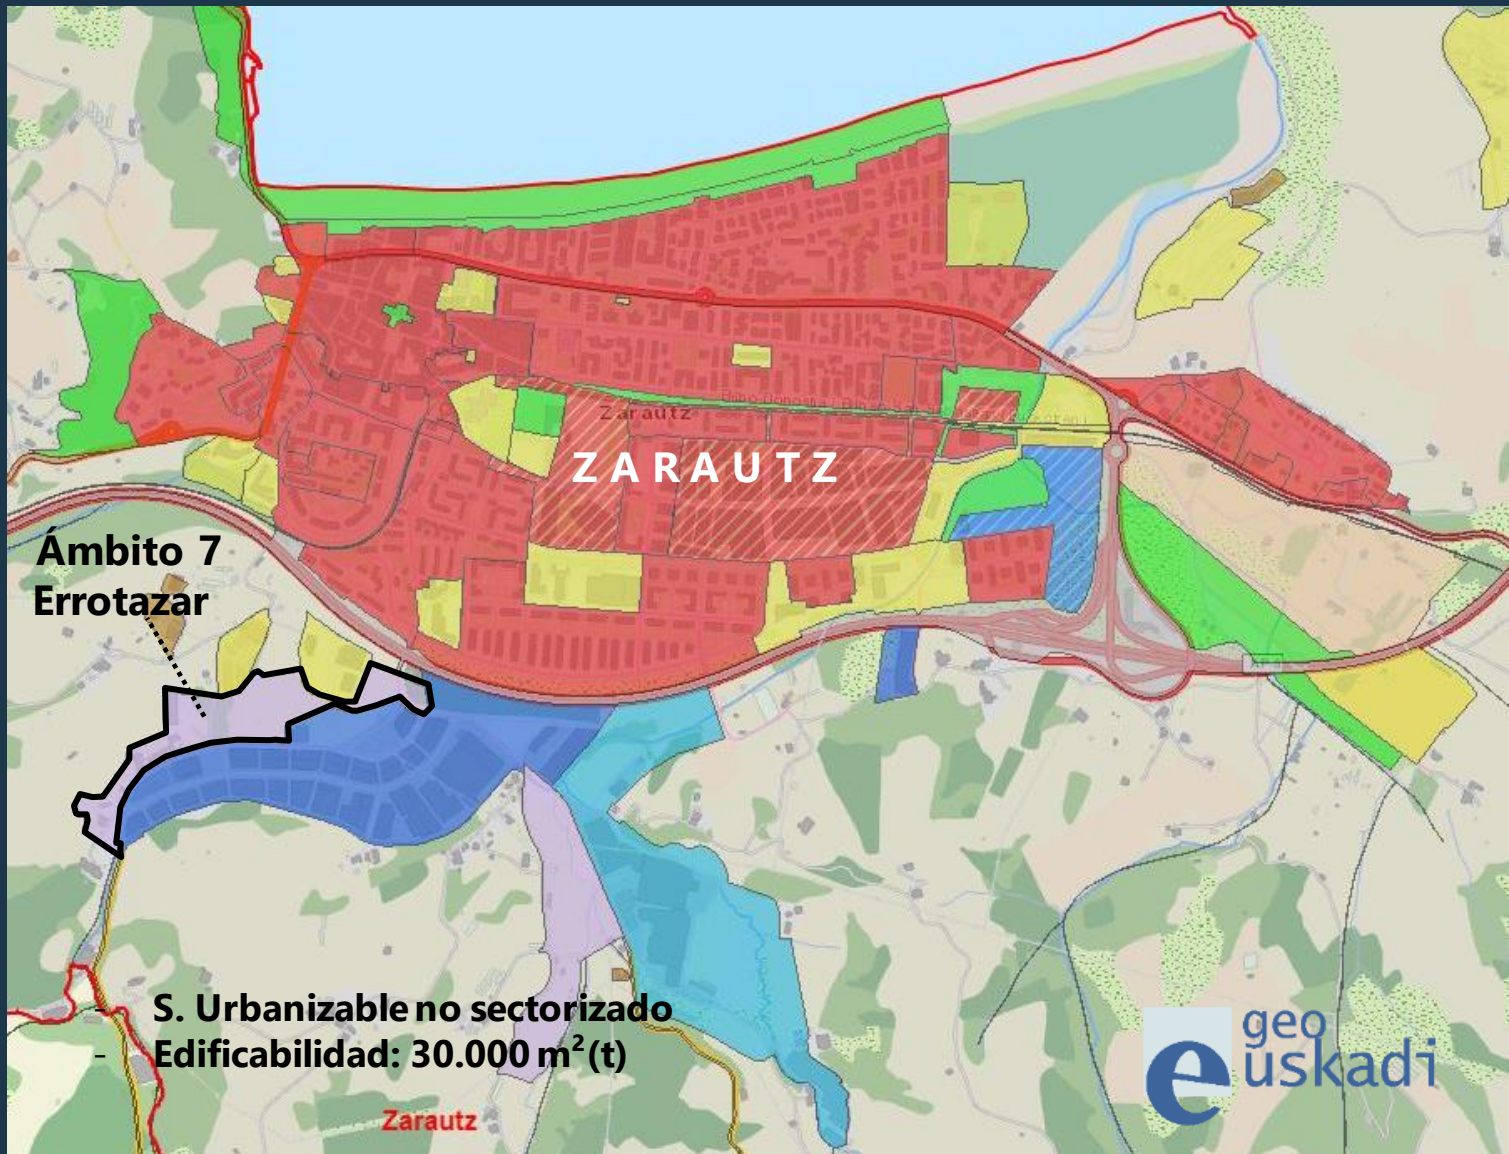 Zarautz
ZARAUTZ
Ámbito 7
Errotazar
- S. Urbanizable no sectorizado
- Edificabilidad: 30.000 m²(t)
Zarautz
geo
euskadi